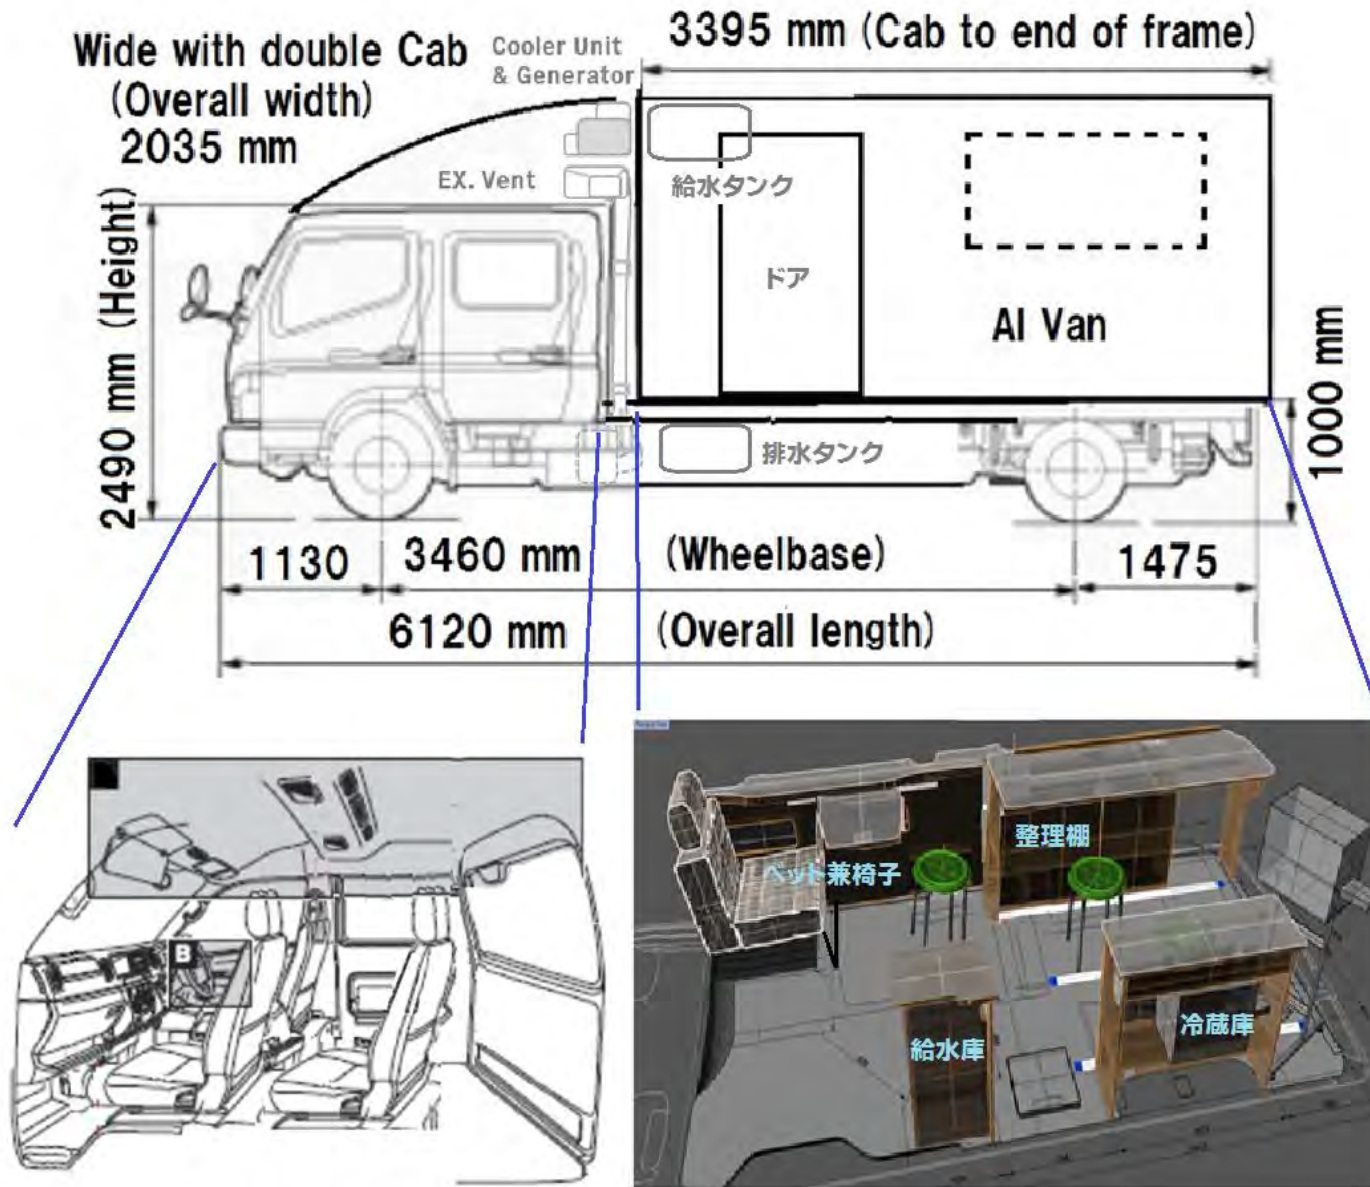 Wide with double Cab
(Overall width)
2035 mm
Cooler Unit
& Generator
3395 mm (Cab to end of frame)
EX. Vent
給水タンク
ドア
Al Van
2490 mm (Height)
1000 mm
排水タンク
1130
3460 mm (Wheelbase)
1475
6120 mm (Overall length)
B
ベット兼椅子
整理棚
給水庫
冷蔵庫